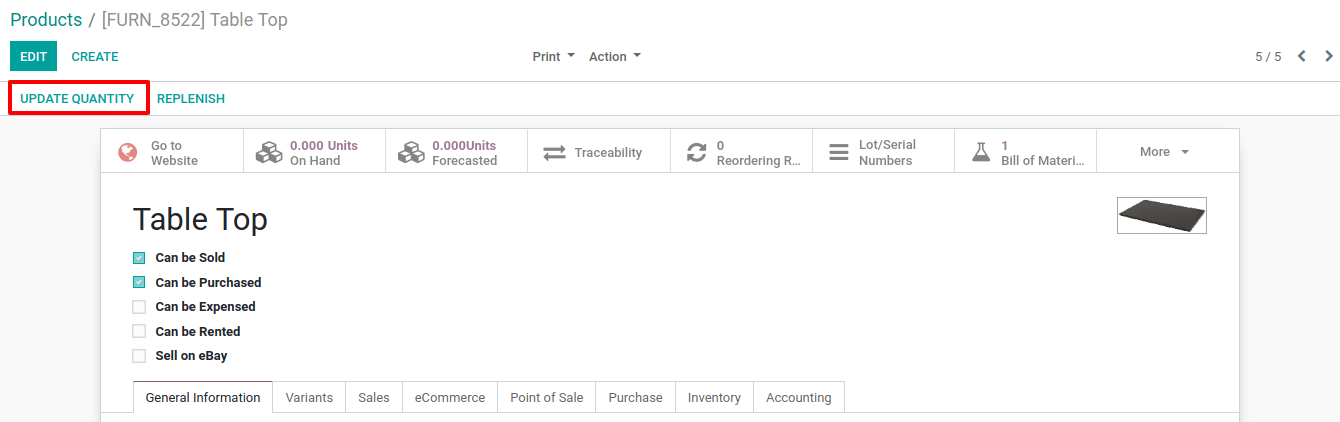 Products / [FURN_8522] Table Top
EDIT CREATE Print Action 5 / 5
UPDATE QUANTITY REPLENISH
Go to Website
0.000 Units On Hand
0.000Units Forecasted
Traceability
0 Reordering R...
Lot/Serial Numbers
1 Bill of Materi...
More
Table Top
Can be Sold
Can be Purchased
Can be Expensed
Can be Rented
Sell on eBay
General Information Variants Sales eCommerce Point of Sale Purchase Inventory Accounting